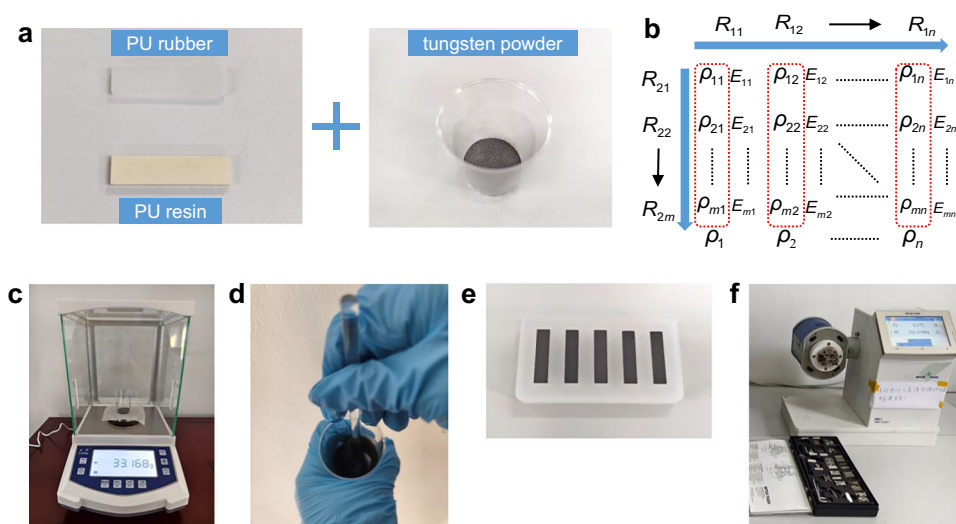 a
PU rubber
tungsten powder
PU resin
b
R₁₁ R₁₂ R₁ₙ
R₂₁ ρ₁₁ E₁₁ ρ₁₂ E₁₂ ρ₁ₙ E₁ₙ
R₂₂ ρ₂₁ E₂₁ ρ₂₂ E₂₂ ρ₂ₙ E₂ₙ
R₂ₘ ρₘ₁ Eₘ₁ ρₘ₂ Eₘ₂ ρₘₙ Eₘₙ
ρ₁ ρ₂ ρₙ
c
33.168g
d
e
f